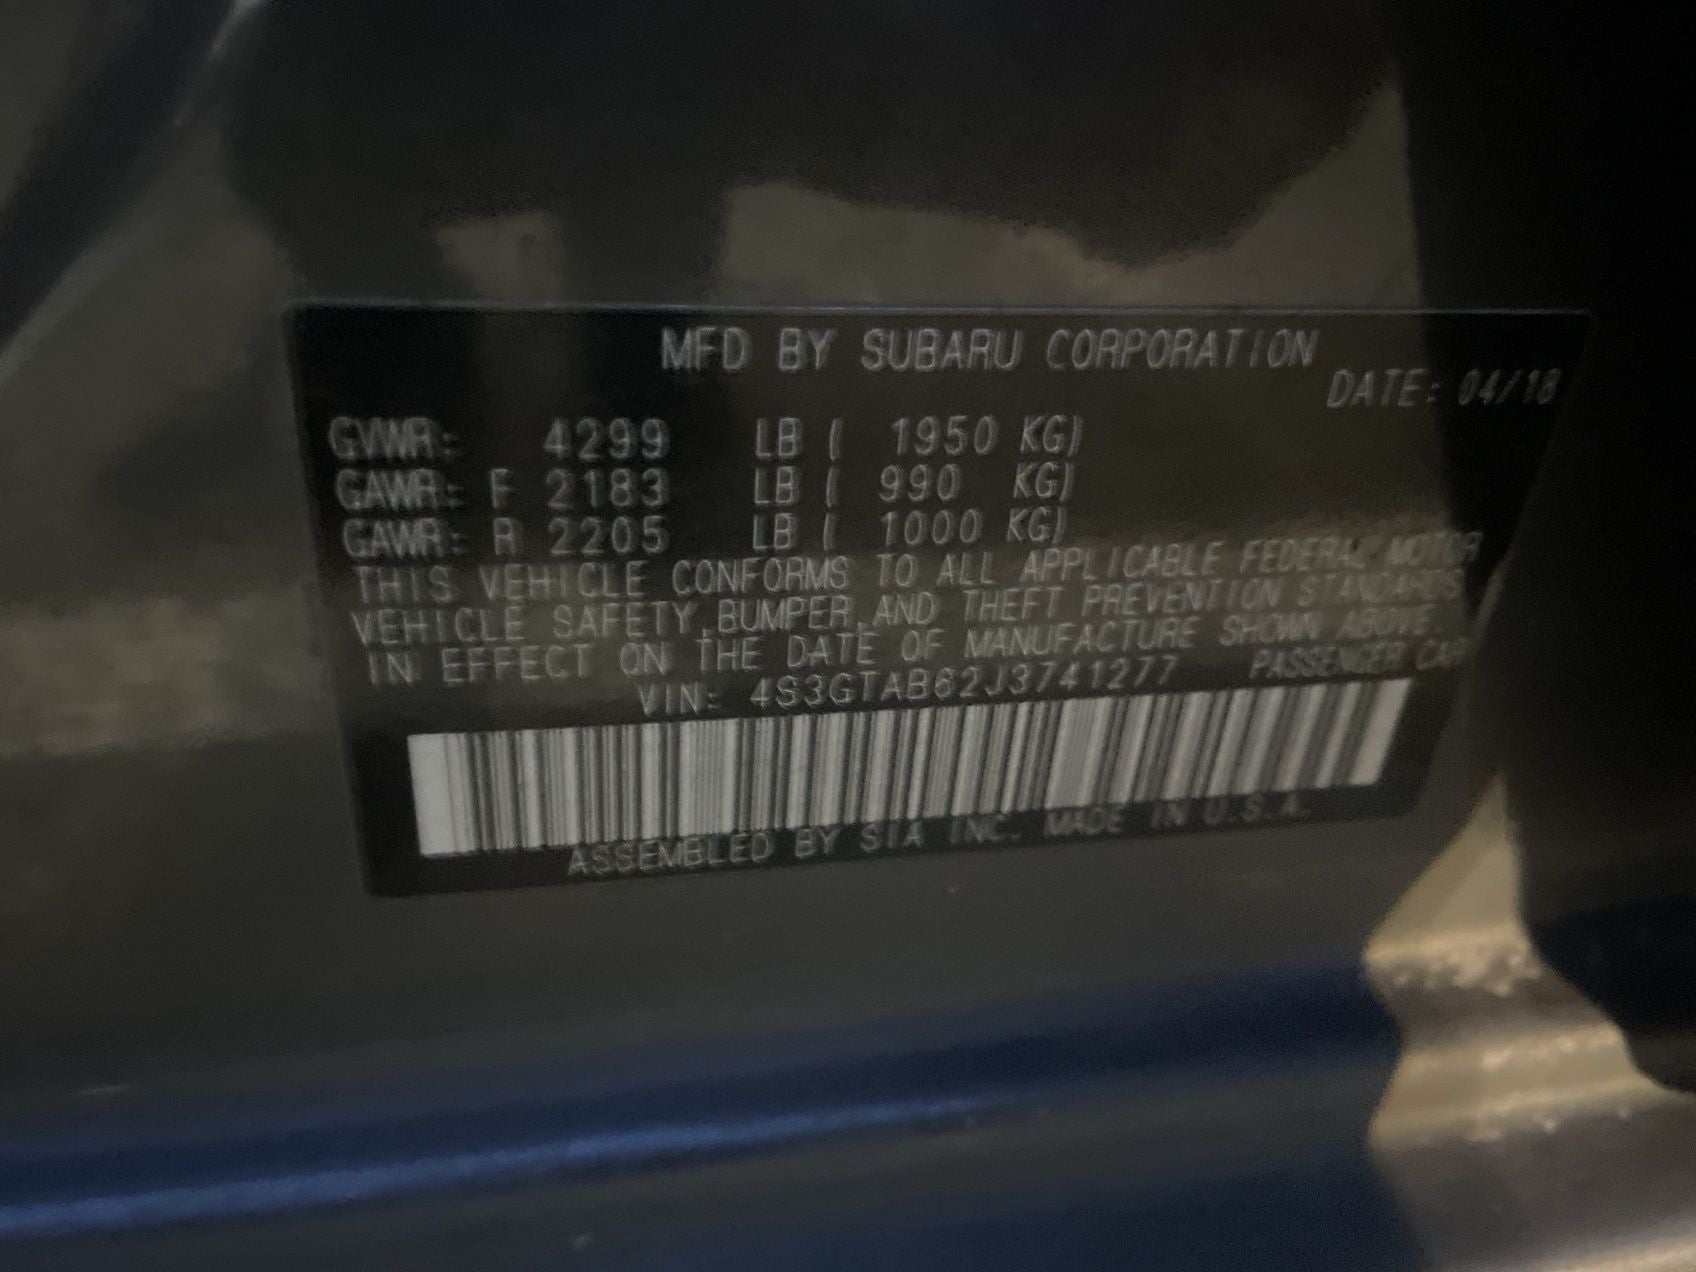 MFD BY SUBARU CORPORATION
DATE: 04/18
GVWR: 4299 LB ( 1950 KG)
GAWR: F 2183 LB ( 990 KG)
GAWR: R 2205 LB ( 1000 KG)
THIS VEHICLE CONFORMS TO ALL APPLICABLE FEDERAL MOTOR
VEHICLE SAFETY, BUMPER, AND THEFT PREVENTION STANDARDS
IN EFFECT ON THE DATE OF MANUFACTURE SHOWN ABOVE
VIN: 4S3GTAB62J3741277 PASSENGER CAR
ASSEMBLED BY SIA INC. MADE IN U.S.A.